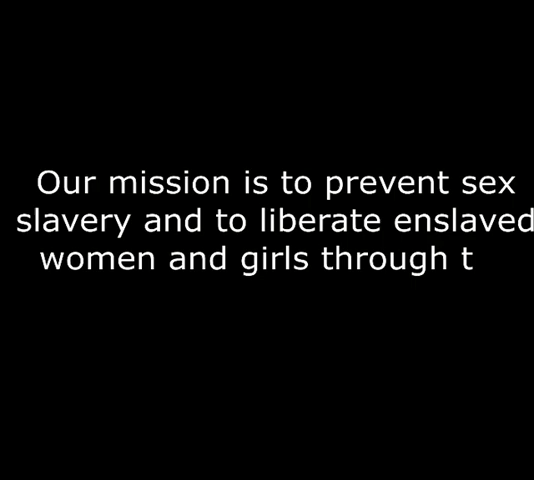 Our mission is to prevent sex
slavery and to liberate enslaved
women and girls through t